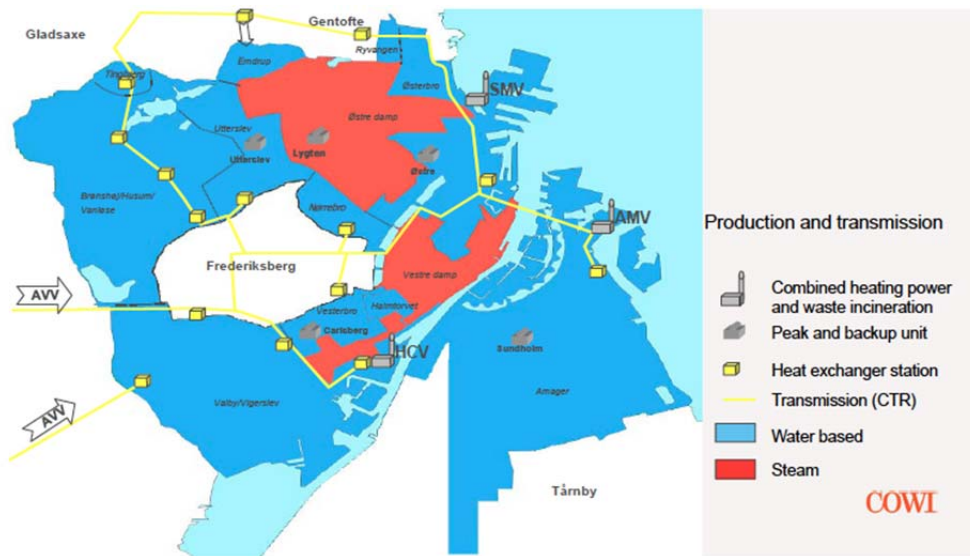 Gladsaxe
Gentofte
Ryvangen
Emdrup
Tingbjerg
Østerbro
SMV
Østre damp
Utterslev
Utterslev
Lygten
Østre
Brønshøj/Husum/
Vanløse
Nørrebro
AMV
Frederiksberg
Vestre damp
AVV
Vesterbro
Halmtorvet
Carlsberg
HCV
Sundholm
Valby/Vigerslev
Amager
AVV
Tårnby
Production and transmission
Combined heating power
and waste incineration
Peak and backup unit
Heat exchanger station
Transmission (CTR)
Water based
Steam
COWI